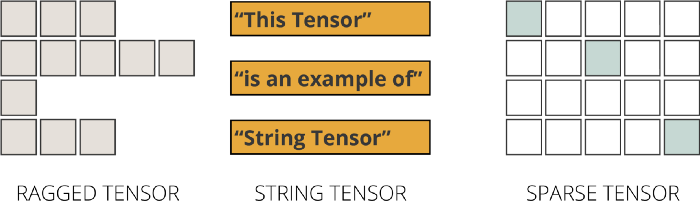 “This Tensor”
“is an example of”
“String Tensor”
RAGGED TENSOR
STRING TENSOR
SPARSE TENSOR